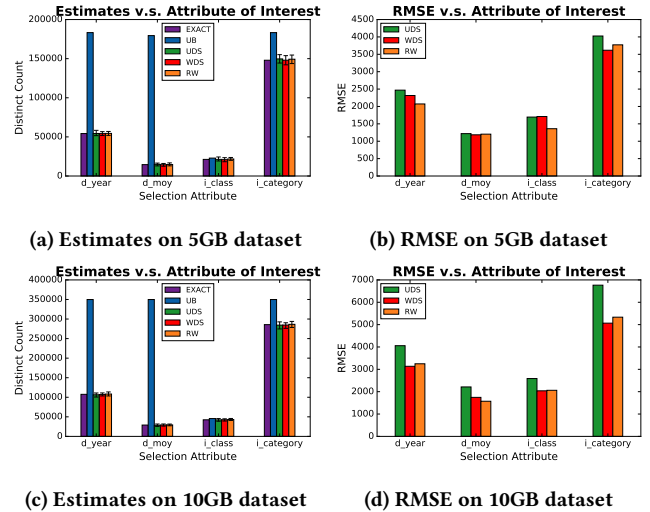 Estimates v.s. Attribute of Interest
200000
150000
100000
50000
0
Distinct Count
EXACT
UB
UDS
WDS
RW
d_year d_moy i_class i_category
Selection Attribute
(a) Estimates on 5GB dataset
RMSE v.s. Attribute of Interest
4500
4000
3500
3000
2500
2000
1500
1000
500
0
RMSE
UDS
WDS
RW
d_year d_moy i_class i_category
Selection Attribute
(b) RMSE on 5GB dataset
Estimates v.s. Attribute of Interest
400000
350000
300000
250000
200000
150000
100000
50000
0
Distinct Count
EXACT
UB
UDS
WDS
RW
d_year d_moy i_class i_category
Selection Attribute
(c) Estimates on 10GB dataset
RMSE v.s. Attribute of Interest
7000
6000
5000
4000
3000
2000
1000
0
RMSE
UDS
WDS
RW
d_year d_moy i_class i_category
Selection Attribute
(d) RMSE on 10GB dataset